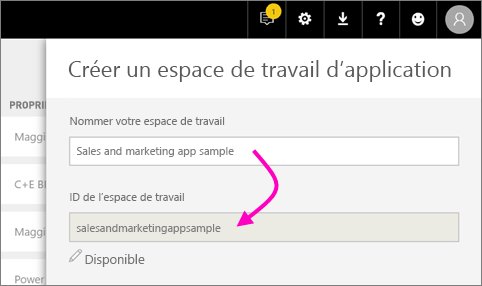 1
?
Créer un espace de travail d'application
PROPRI
Nommer votre espace de travail
Maggi
Sales and marketing app sample
C+E B
ID de l'espace de travail
Maggi
salesandmarketingappsample
Disponible
Power